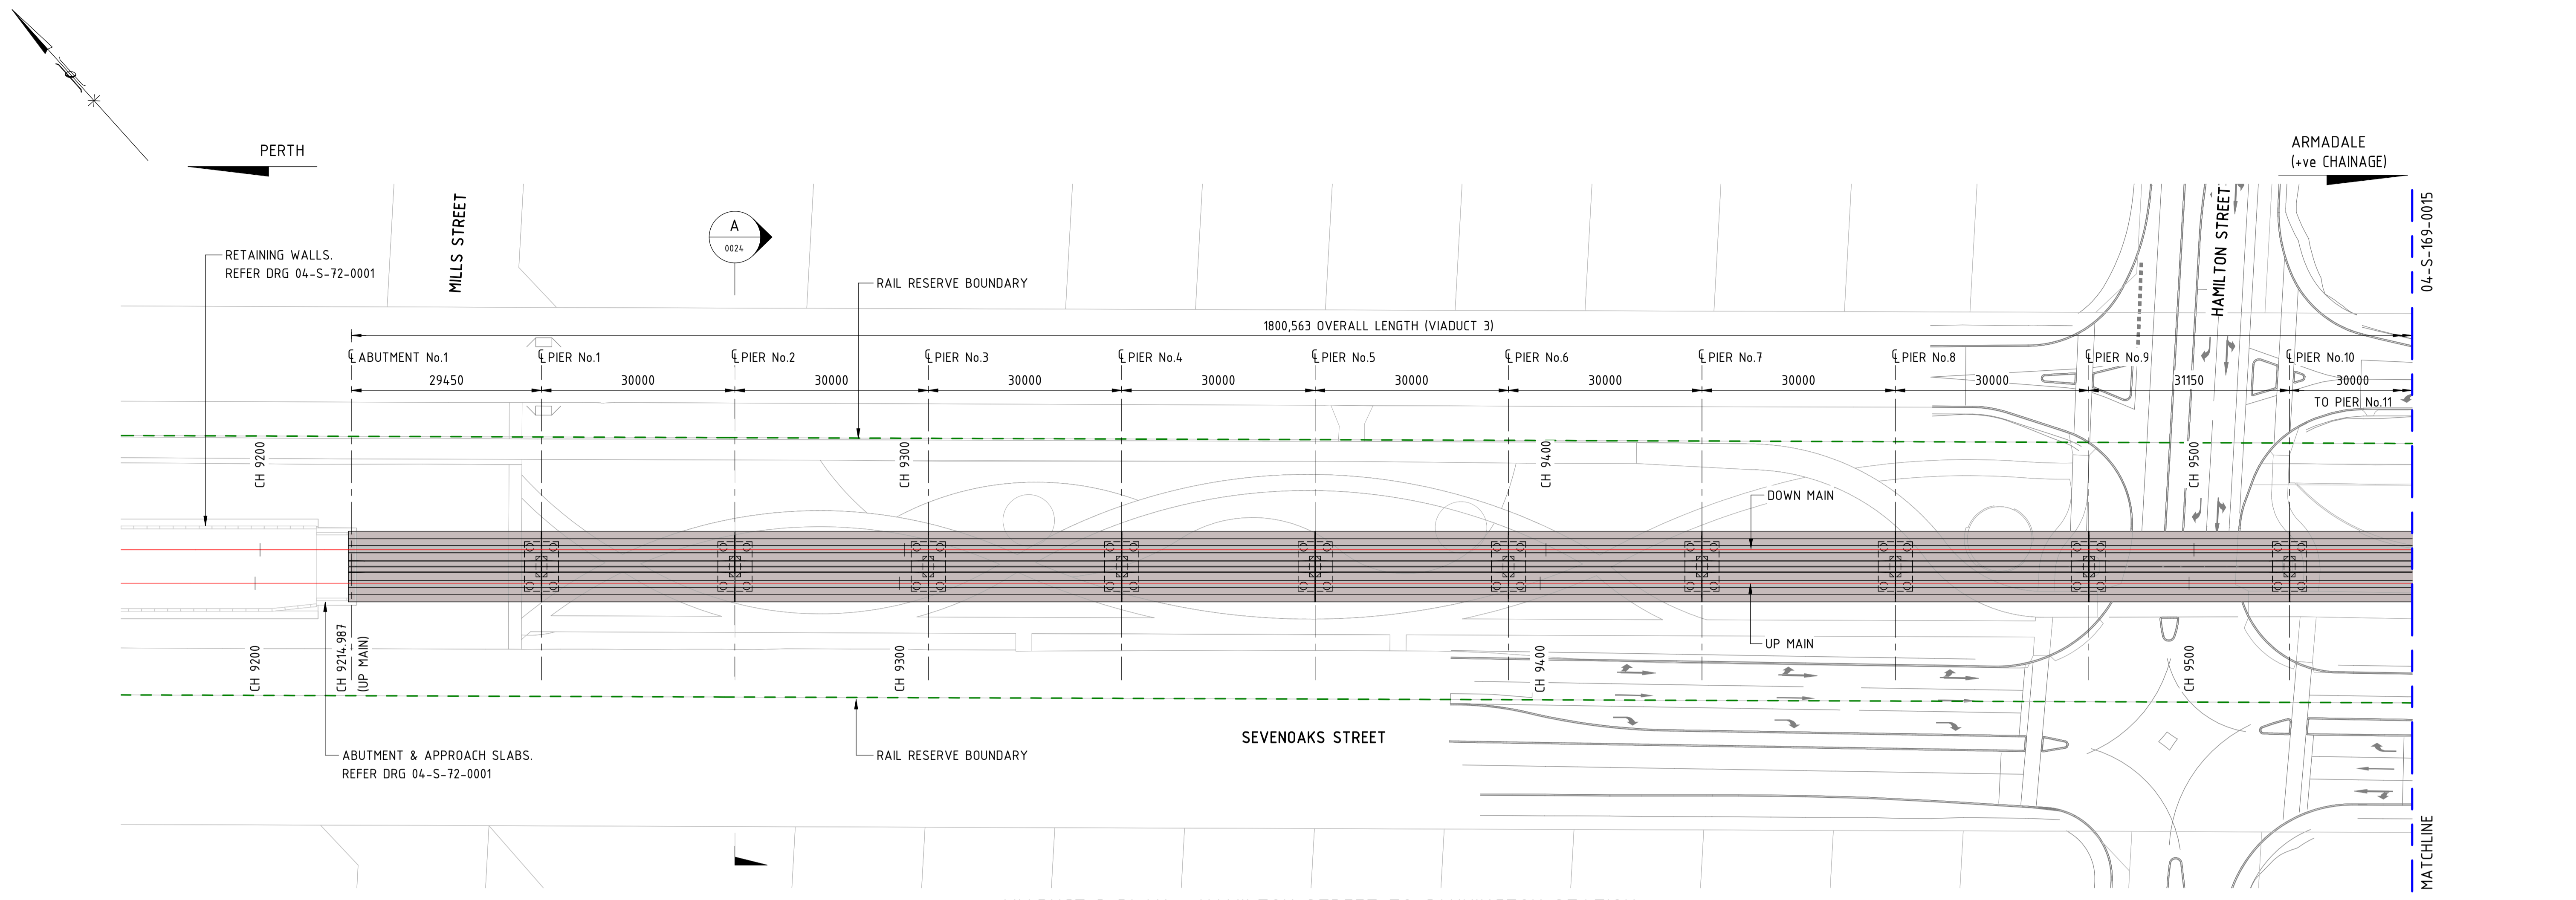 PERTH
ARMADALE
(+ve CHAINAGE)
MILLS STREET
HAMILTON STREET
04-S-169-0015
A
0024
RETAINING WALLS.
REFER DRG 04-S-72-0001
RAIL RESERVE BOUNDARY
1800,563 OVERALL LENGTH (VIADUCT 3)
℄ ABUTMENT No.1
℄ PIER No.1
℄ PIER No.2
℄ PIER No.3
℄ PIER No.4
℄ PIER No.5
℄ PIER No.6
℄ PIER No.7
℄ PIER No.8
℄ PIER No.9
℄ PIER No.10
29450
30000
30000
30000
30000
30000
30000
30000
30000
31150
30000
TO PIER No.11
CH 9200
CH 9300
CH 9400
CH 9500
DOWN MAIN
UP MAIN
CH 9200
CH 9214.987
(UP MAIN)
CH 9300
CH 9400
CH 9500
ABUTMENT & APPROACH SLABS.
REFER DRG 04-S-72-0001
RAIL RESERVE BOUNDARY
SEVENOAKS STREET
MATCHLINE